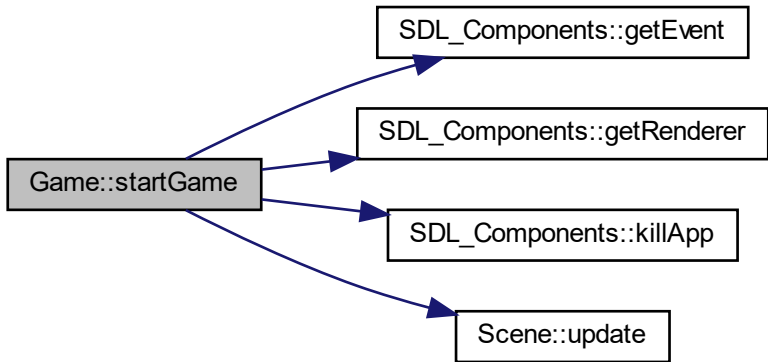 SDL_Components::getEvent
SDL_Components::getRenderer
Game::startGame
SDL_Components::killApp
Scene::update